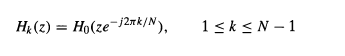 H_k(z) = H_0(ze^{-j2πk/N}),  1 ≤ k ≤ N − 1